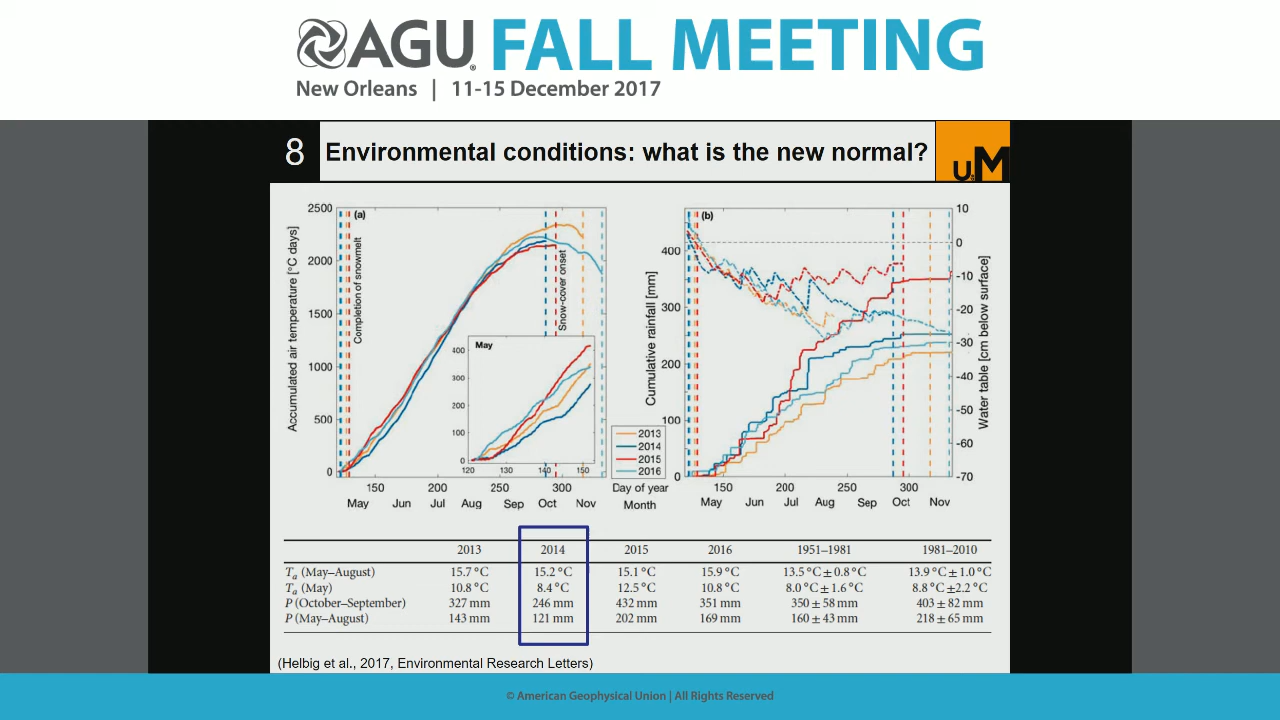 AGU FALL MEETING
New Orleans | 11-15 December 2017
8 Environmental conditions: what is the new normal?
U de M
(a)
2500
2000
1500
1000
500
0
Accumulated air temperature [°C days]
Completion of snowmelt
Snow-cover onset
May
400
300
200
100
0
120 130 140 150
150 200 250 300
May Jun Jul Aug Sep Oct Nov
2013
2014
2015
2016
Day of year
Month
(b)
400
300
200
100
0
Cumulative rainfall [mm]
10
0
-10
-20
-30
-40
-50
-60
-70
Water table [cm below surface]
150 200 250 300
May Jun Jul Aug Sep Oct Nov
2013 2014 2015 2016 1951–1981 1981–2010
Ta (May–August) 15.7 °C 15.2 °C 15.1 °C 15.9 °C 13.5 °C ± 0.8 °C 13.9 °C ± 1.0 °C
Ta (May) 10.8 °C 8.4 °C 12.5 °C 10.8 °C 8.0 °C ± 1.6 °C 8.8 °C ±2.2 °C
P (October–September) 327 mm 246 mm 432 mm 351 mm 350 ± 58 mm 403 ± 82 mm
P (May–August) 143 mm 121 mm 202 mm 169 mm 160 ± 43 mm 218 ± 65 mm
(Helbig et al., 2017, Environmental Research Letters)
© American Geophysical Union | All Rights Reserved